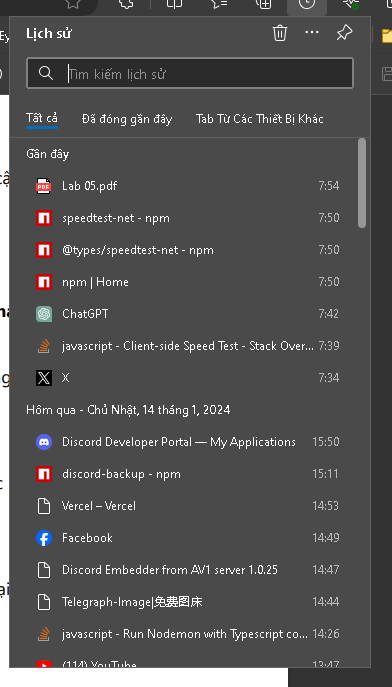 Lịch sử
Tìm kiếm lịch sử
Tất cả
Đã đóng gần đây
Tab Từ Các Thiết Bị Khác
Gần đây
Lab 05.pdf 7:54
speedtest-net - npm 7:50
@types/speedtest-net - npm 7:50
npm | Home 7:50
ChatGPT 7:42
javascript - Client-side Speed Test - Stack Over... 7:39
X 7:34
Hôm qua - Chủ Nhật, 14 tháng 1, 2024
Discord Developer Portal — My Applications 15:50
discord-backup - npm 15:11
Vercel – Vercel 14:53
Facebook 14:49
Discord Embedder from AV1 server 1.0.25 14:47
Telegraph-Image|免费图床 14:44
javascript - Run Nodemon with Typescript co... 14:26
(114) YouTube 13:47